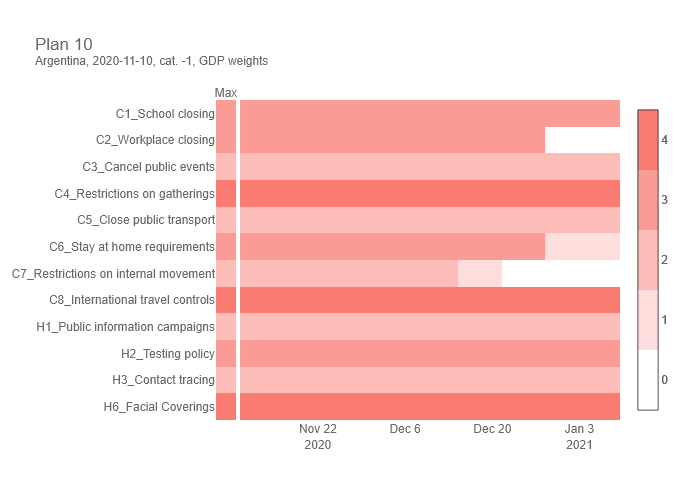 Plan 10
Argentina, 2020-11-10, cat. -1, GDP weights
Max
C1_School closing
C2_Workplace closing
C3_Cancel public events
C4_Restrictions on gatherings
C5_Close public transport
C6_Stay at home requirements
C7_Restrictions on internal movement
C8_International travel controls
H1_Public information campaigns
H2_Testing policy
H3_Contact tracing
H6_Facial Coverings
4
3
2
1
0
Nov 22 Dec 6 Dec 20 Jan 3
2020 2021